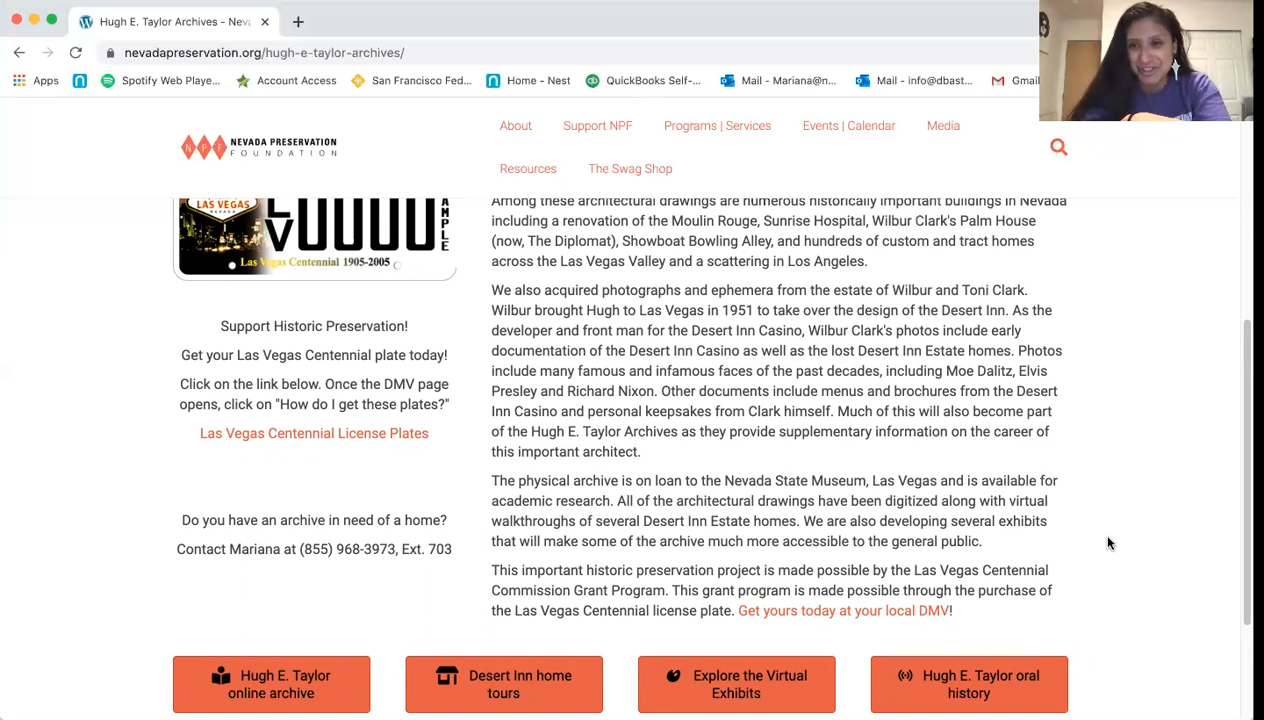 Hugh E. Taylor Archives - Nev
nevadapreservation.org/hugh-e-taylor-archives/
Apps
Spotify Web Playe...
Account Access
San Francisco Fed...
Home - Nest
QuickBooks Self-...
Mail - Mariana@n...
Mail - info@dbast...
Gmail
NPF NEVADA PRESERVATION
FOUNDATION
About
Support NPF
Programs | Services
Events | Calendar
Media
Resources
The Swag Shop
LAS VEGAS
NEVADA
LV0000
AMPLE
Las Vegas Centennial 1905-2005
Support Historic Preservation!
Get your Las Vegas Centennial plate today!
Click on the link below. Once the DMV page
opens, click on "How do I get these plates?"
Las Vegas Centennial License Plates
Do you have an archive in need of a home?
Contact Mariana at (855) 968-3973, Ext. 703
Among these architectural drawings are numerous historically important buildings in Nevada
including a renovation of the Moulin Rouge, Sunrise Hospital, Wilbur Clark's Palm House
(now, The Diplomat), Showboat Bowling Alley, and hundreds of custom and tract homes
across the Las Vegas Valley and a scattering in Los Angeles.
We also acquired photographs and ephemera from the estate of Wilbur and Toni Clark.
Wilbur brought Hugh to Las Vegas in 1951 to take over the design of the Desert Inn. As the
developer and front man for the Desert Inn Casino, Wilbur Clark's photos include early
documentation of the Desert Inn Casino as well as the lost Desert Inn Estate homes. Photos
include many famous and infamous faces of the past decades, including Moe Dalitz, Elvis
Presley and Richard Nixon. Other documents include menus and brochures from the Desert
Inn Casino and personal keepsakes from Clark himself. Much of this will also become part
of the Hugh E. Taylor Archives as they provide supplementary information on the career of
this important architect.
The physical archive is on loan to the Nevada State Museum, Las Vegas and is available for
academic research. All of the architectural drawings have been digitized along with virtual
walkthroughs of several Desert Inn Estate homes. We are also developing several exhibits
that will make some of the archive much more accessible to the general public.
This important historic preservation project is made possible by the Las Vegas Centennial
Commission Grant Program. This grant program is made possible through the purchase of
the Las Vegas Centennial license plate. Get yours today at your local DMV!
Hugh E. Taylor
online archive
Desert Inn home
tours
Explore the Virtual
Exhibits
Hugh E. Taylor oral
history